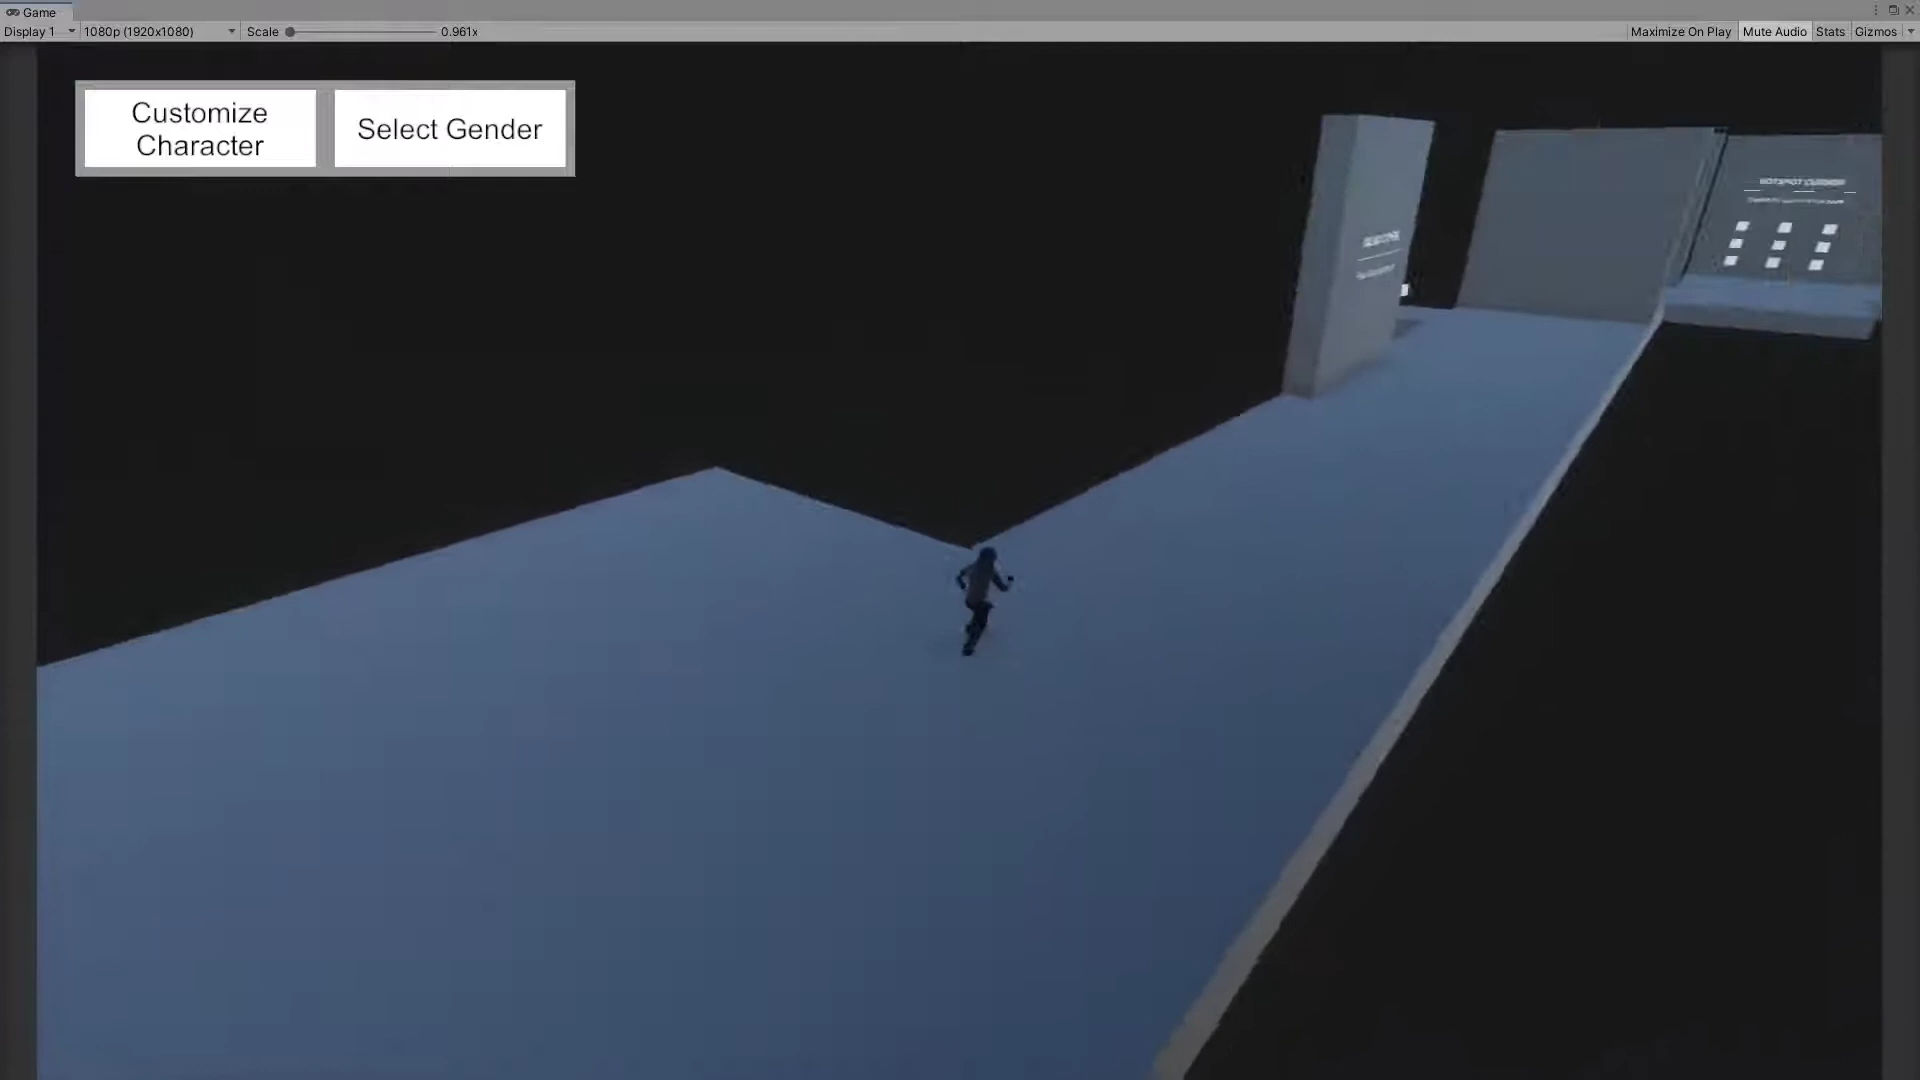 Game
Display 1
1080p (1920x1080)
Scale
0.961x
Maximize On Play
Mute Audio
Stats
Gizmos
Customize
Character
Select Gender